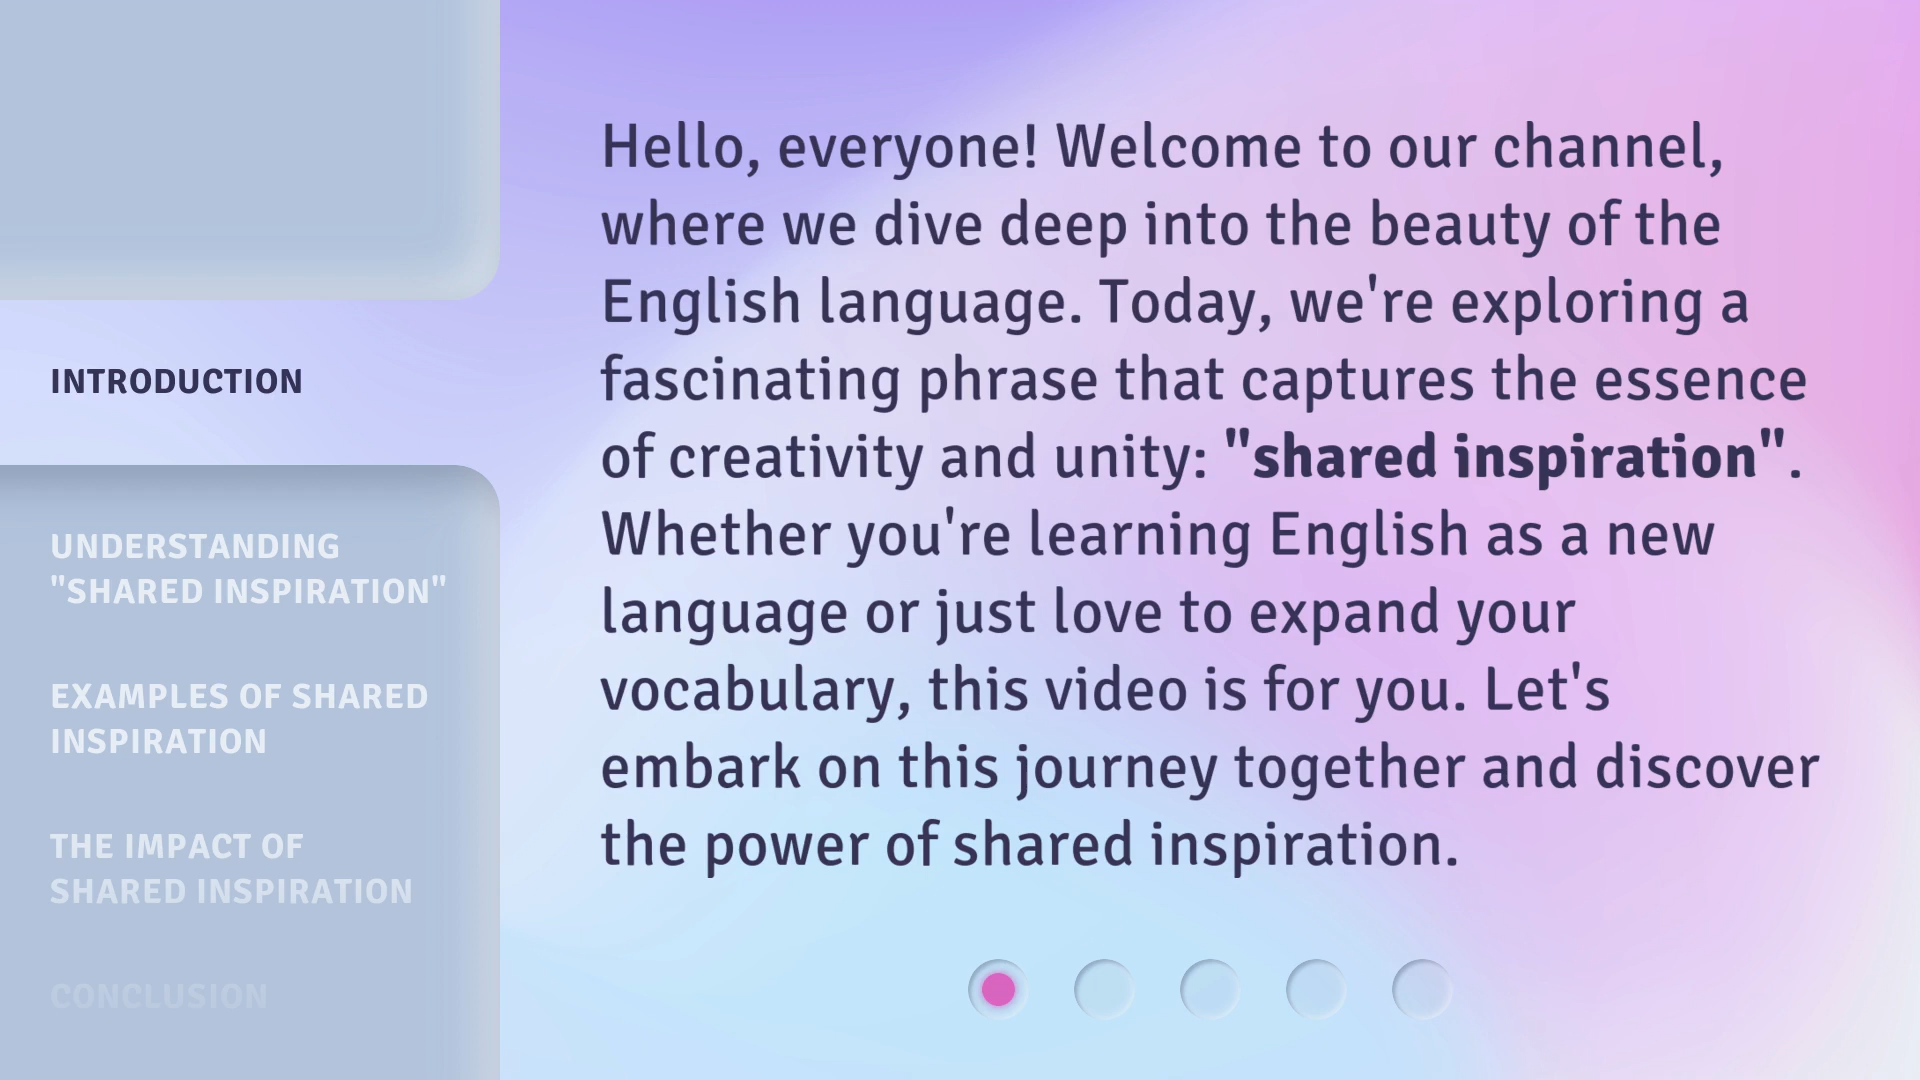 INTRODUCTION
UNDERSTANDING
"SHARED INSPIRATION"
EXAMPLES OF SHARED
INSPIRATION
THE IMPACT OF
SHARED INSPIRATION
CONCLUSION
Hello, everyone! Welcome to our channel,
where we dive deep into the beauty of the
English language. Today, we're exploring a
fascinating phrase that captures the essence
of creativity and unity: "shared inspiration".
Whether you're learning English as a new
language or just love to expand your
vocabulary, this video is for you. Let's
embark on this journey together and discover
the power of shared inspiration.